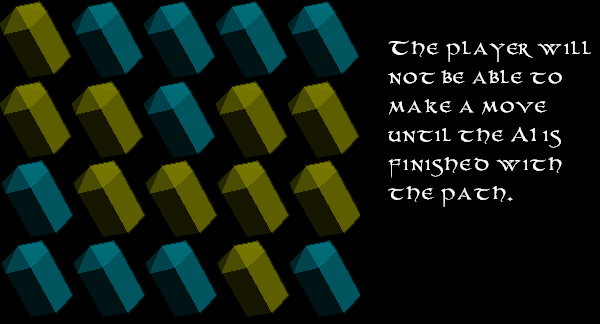 The player will
not be able to
make a move
until the AI is
finished with
the path.